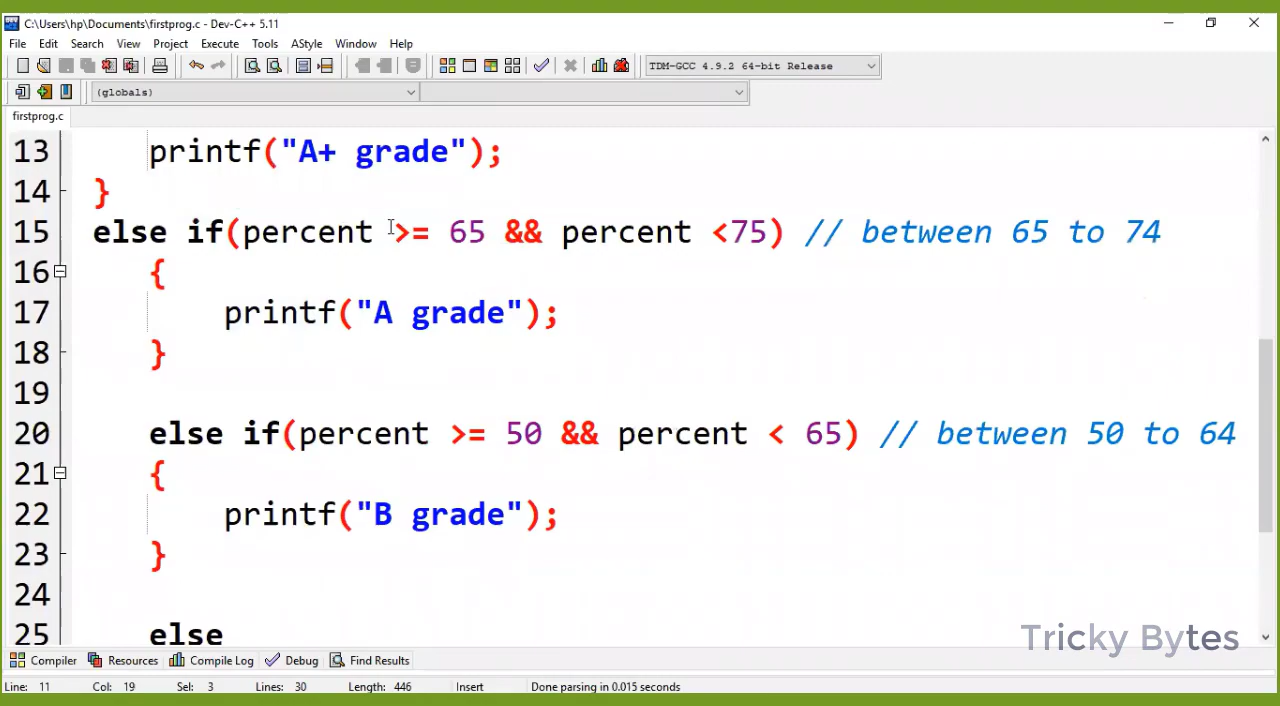 C:\Users\hp\Documents\firstprog.c - Dev-C++ 5.11
File Edit Search View Project Execute Tools AStyle Window Help
TDM-GCC 4.9.2 64-bit Release
(globals)
firstprog.c
13 printf("A+ grade");
14 }
15 else if(percent >= 65 && percent <75) // between 65 to 74
16 {
17 printf("A grade");
18 }
19
20 else if(percent >= 50 && percent < 65) // between 50 to 64
21 {
22 printf("B grade");
23 }
24
25 else
Tricky Bytes
Compiler Resources Compile Log Debug Find Results
Line: 11 Col: 19 Sel: 3 Lines: 30 Length: 446 Insert Done parsing in 0.015 seconds